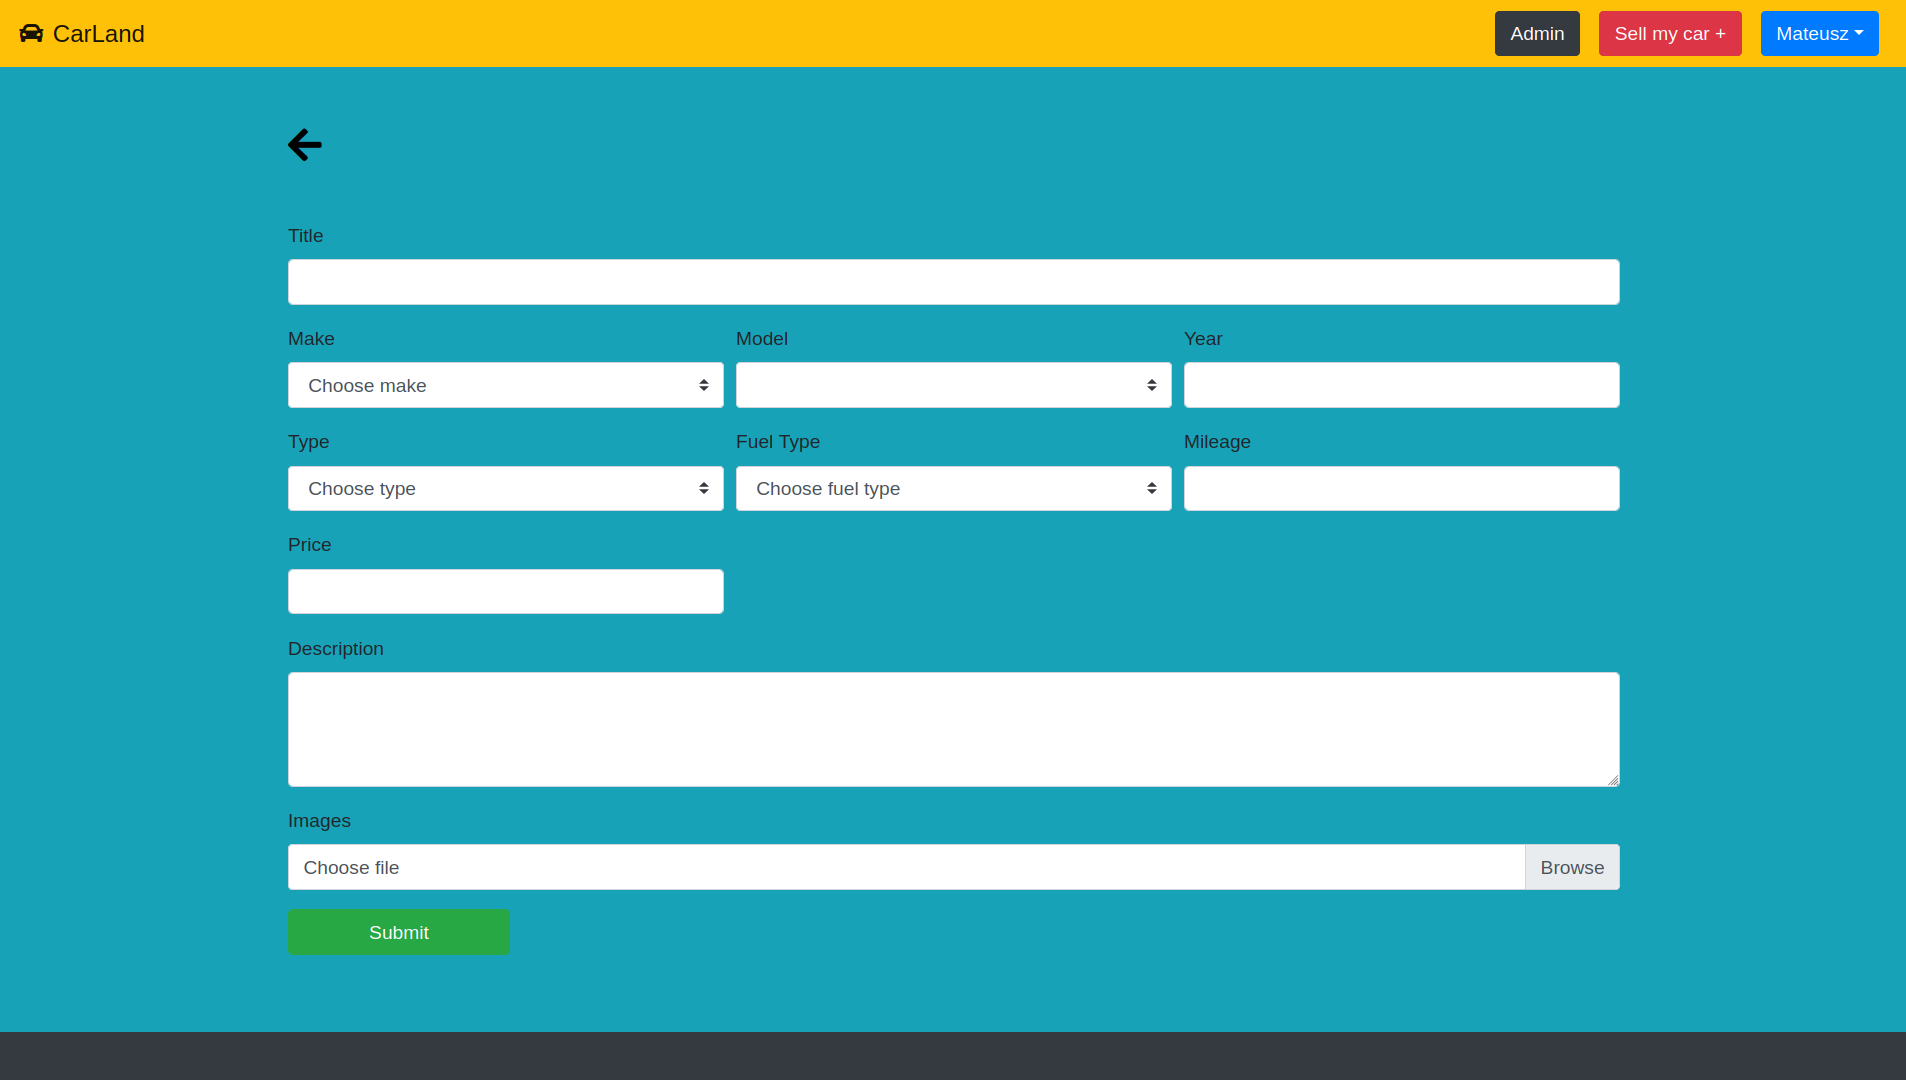 CarLand
Admin
Sell my car +
Mateusz
Title
Make
Model
Year
Choose make
Type
Fuel Type
Mileage
Choose type
Choose fuel type
Price
Description
Images
Choose file
Browse
Submit